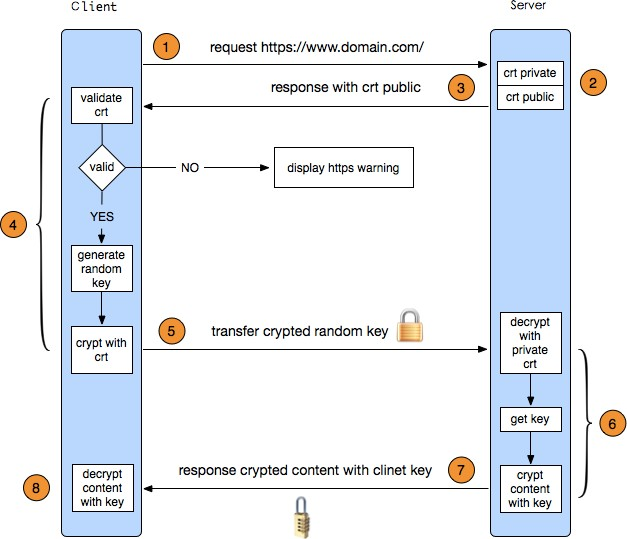 Client
Server
1
request https://www.domain.com/
crt private
crt public
2
response with crt public
3
validate
crt
valid
NO
display https warning
YES
4
generate
random
key
crypt with
crt
5
transfer crypted random key
decrypt
with
private
crt
get key
6
crypt
content
with key
response crypted content with clinet key
7
8
decrypt
content
with key